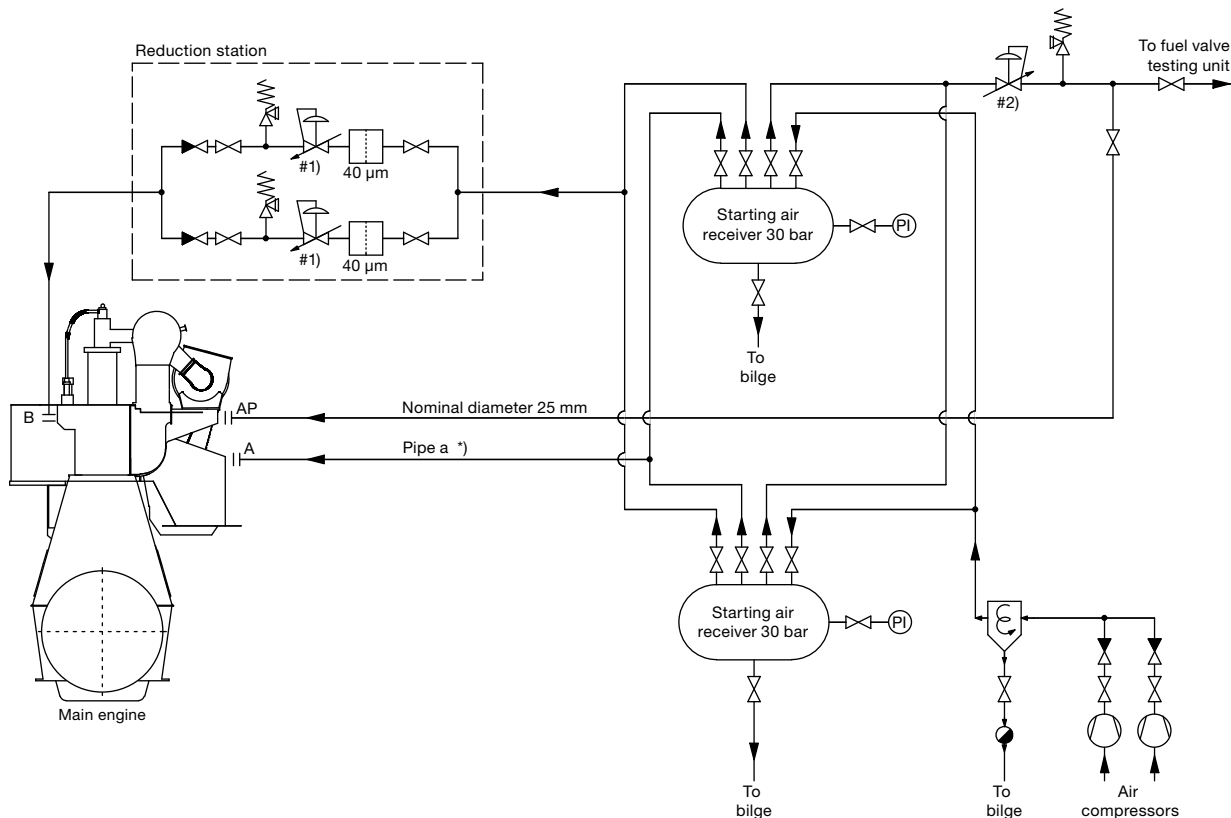 Reduction station
#1)
40 µm
#1)
40 µm
#2)
To fuel valve
testing unit
Starting air
receiver 30 bar
PI
To
bilge
B
AP
Nominal diameter 25 mm
A
Pipe a *)
Starting air
receiver 30 bar
PI
Main engine
To
bilge
To
bilge
Air
compressors